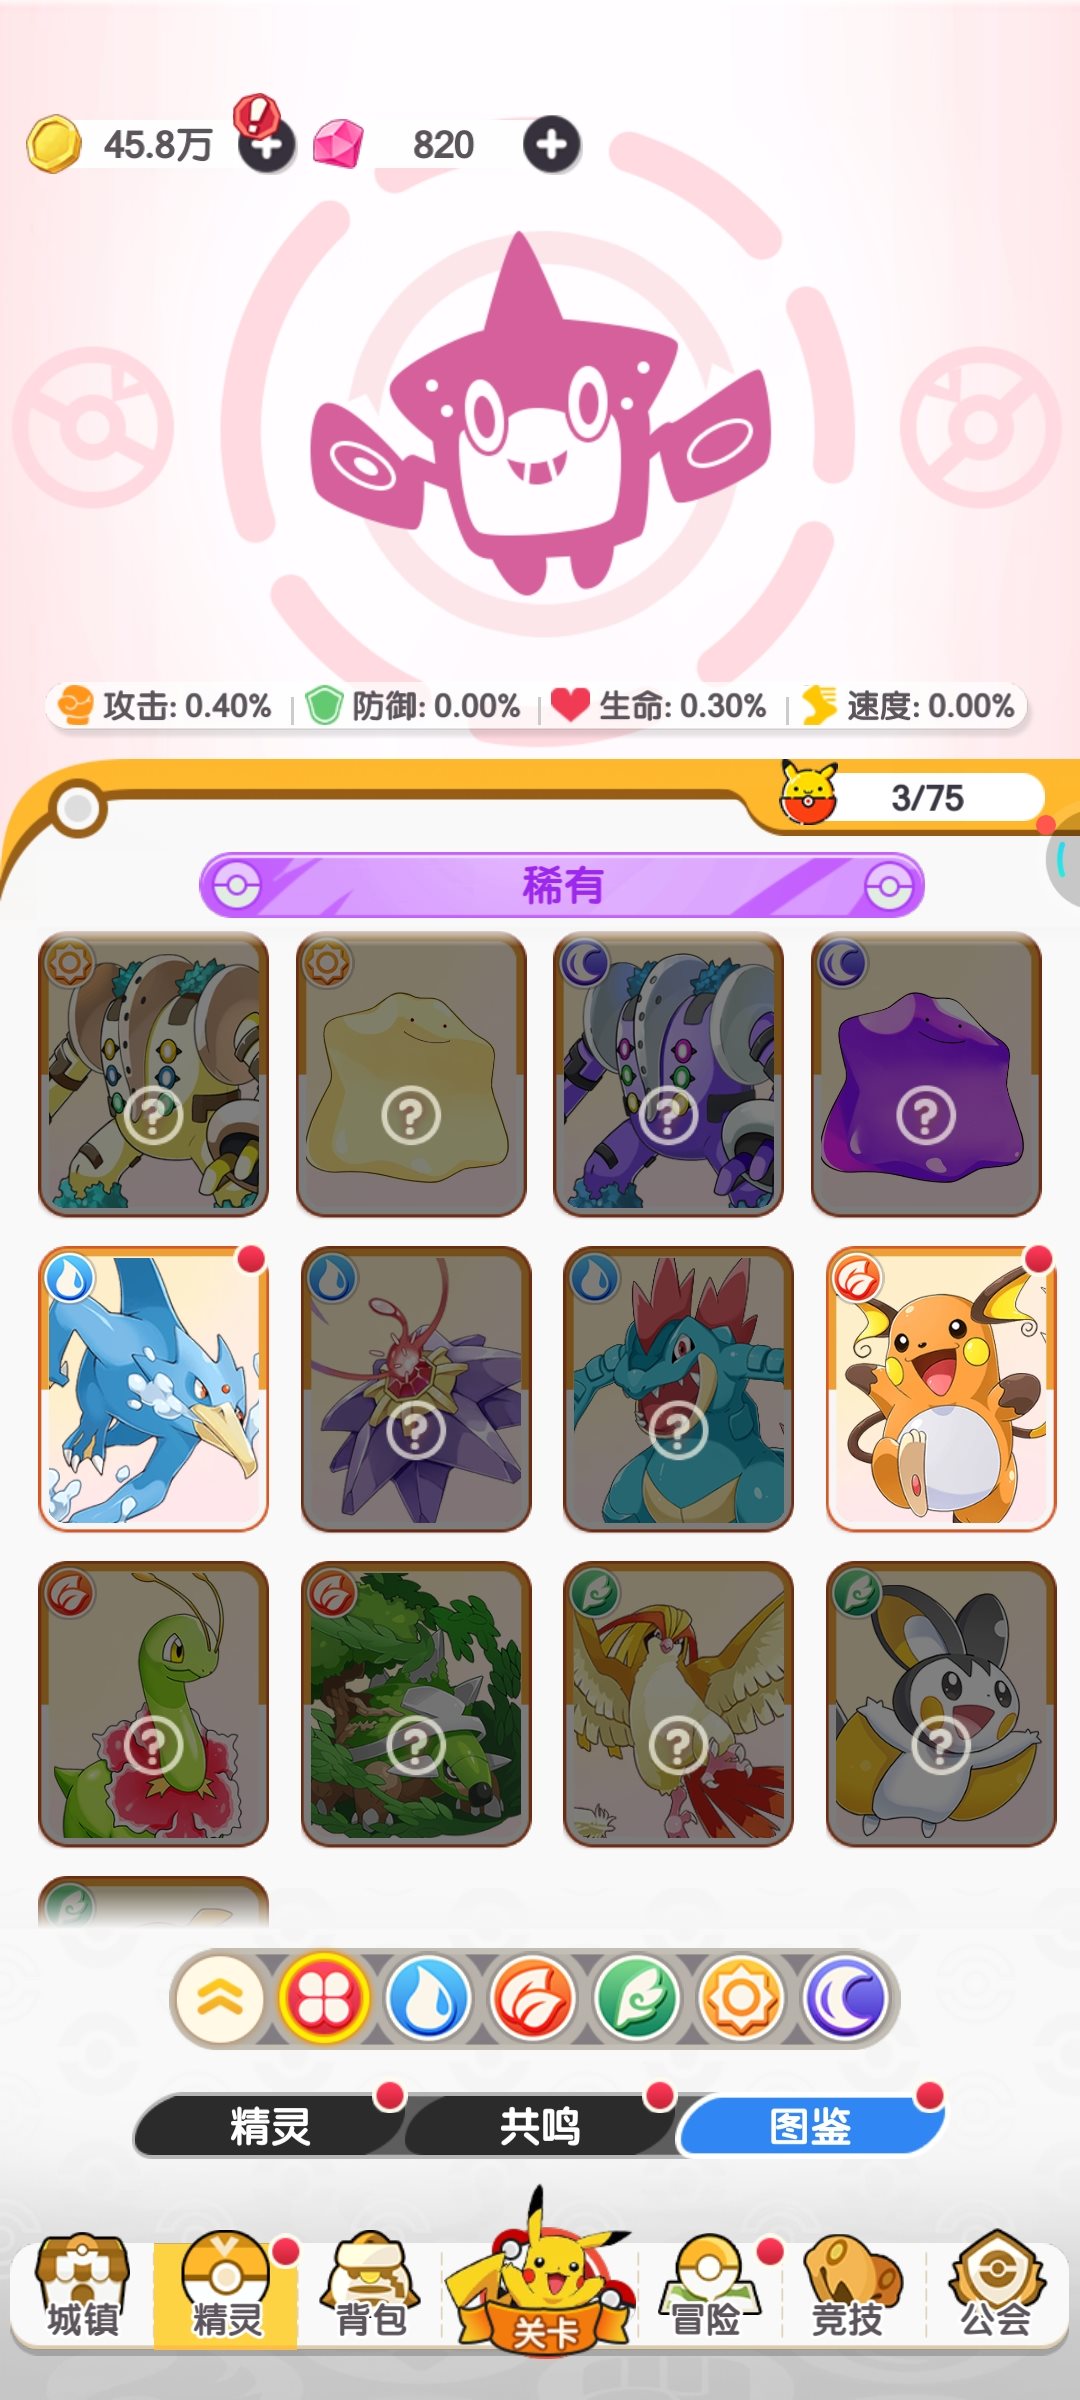 45.8万
820
攻击: 0.40%
防御: 0.00%
生命: 0.30%
速度: 0.00%
3/75
稀有
? ? ? ?
? ?
? ? ? ?
精灵
共鸣
图鉴
城镇
精灵
背包
关卡
冒险
竞技
公会